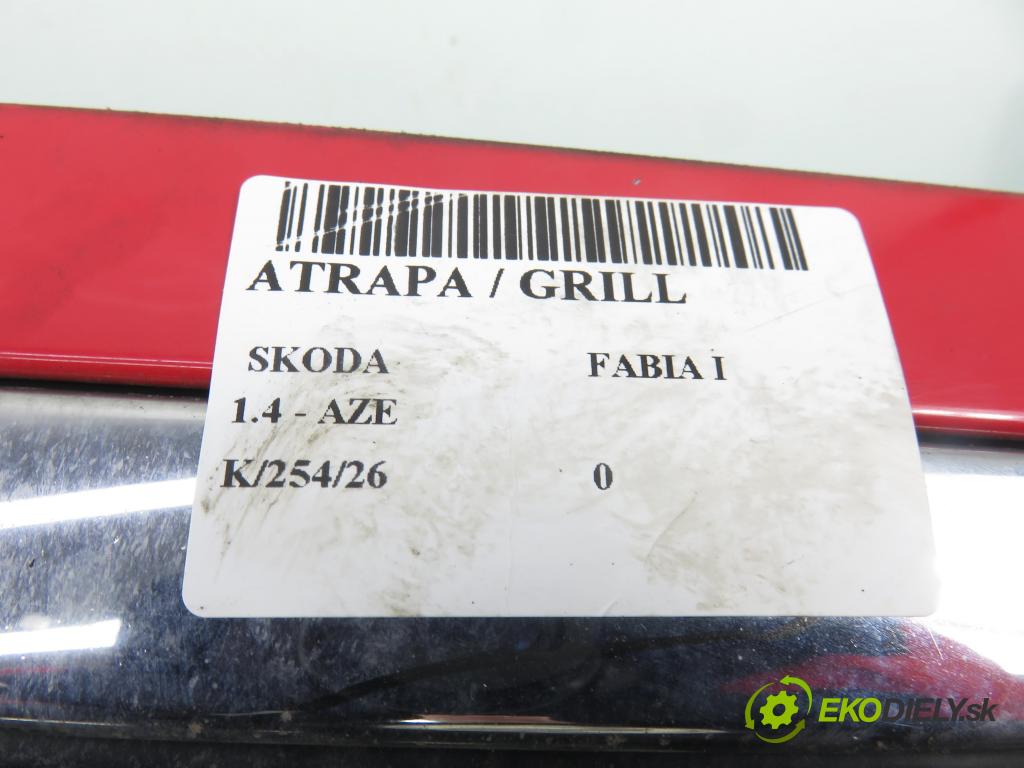 ATRAPA / GRILL
SKODA FABIA I
1.4 - AZE
K/254/26 0
EKODIELY.sk